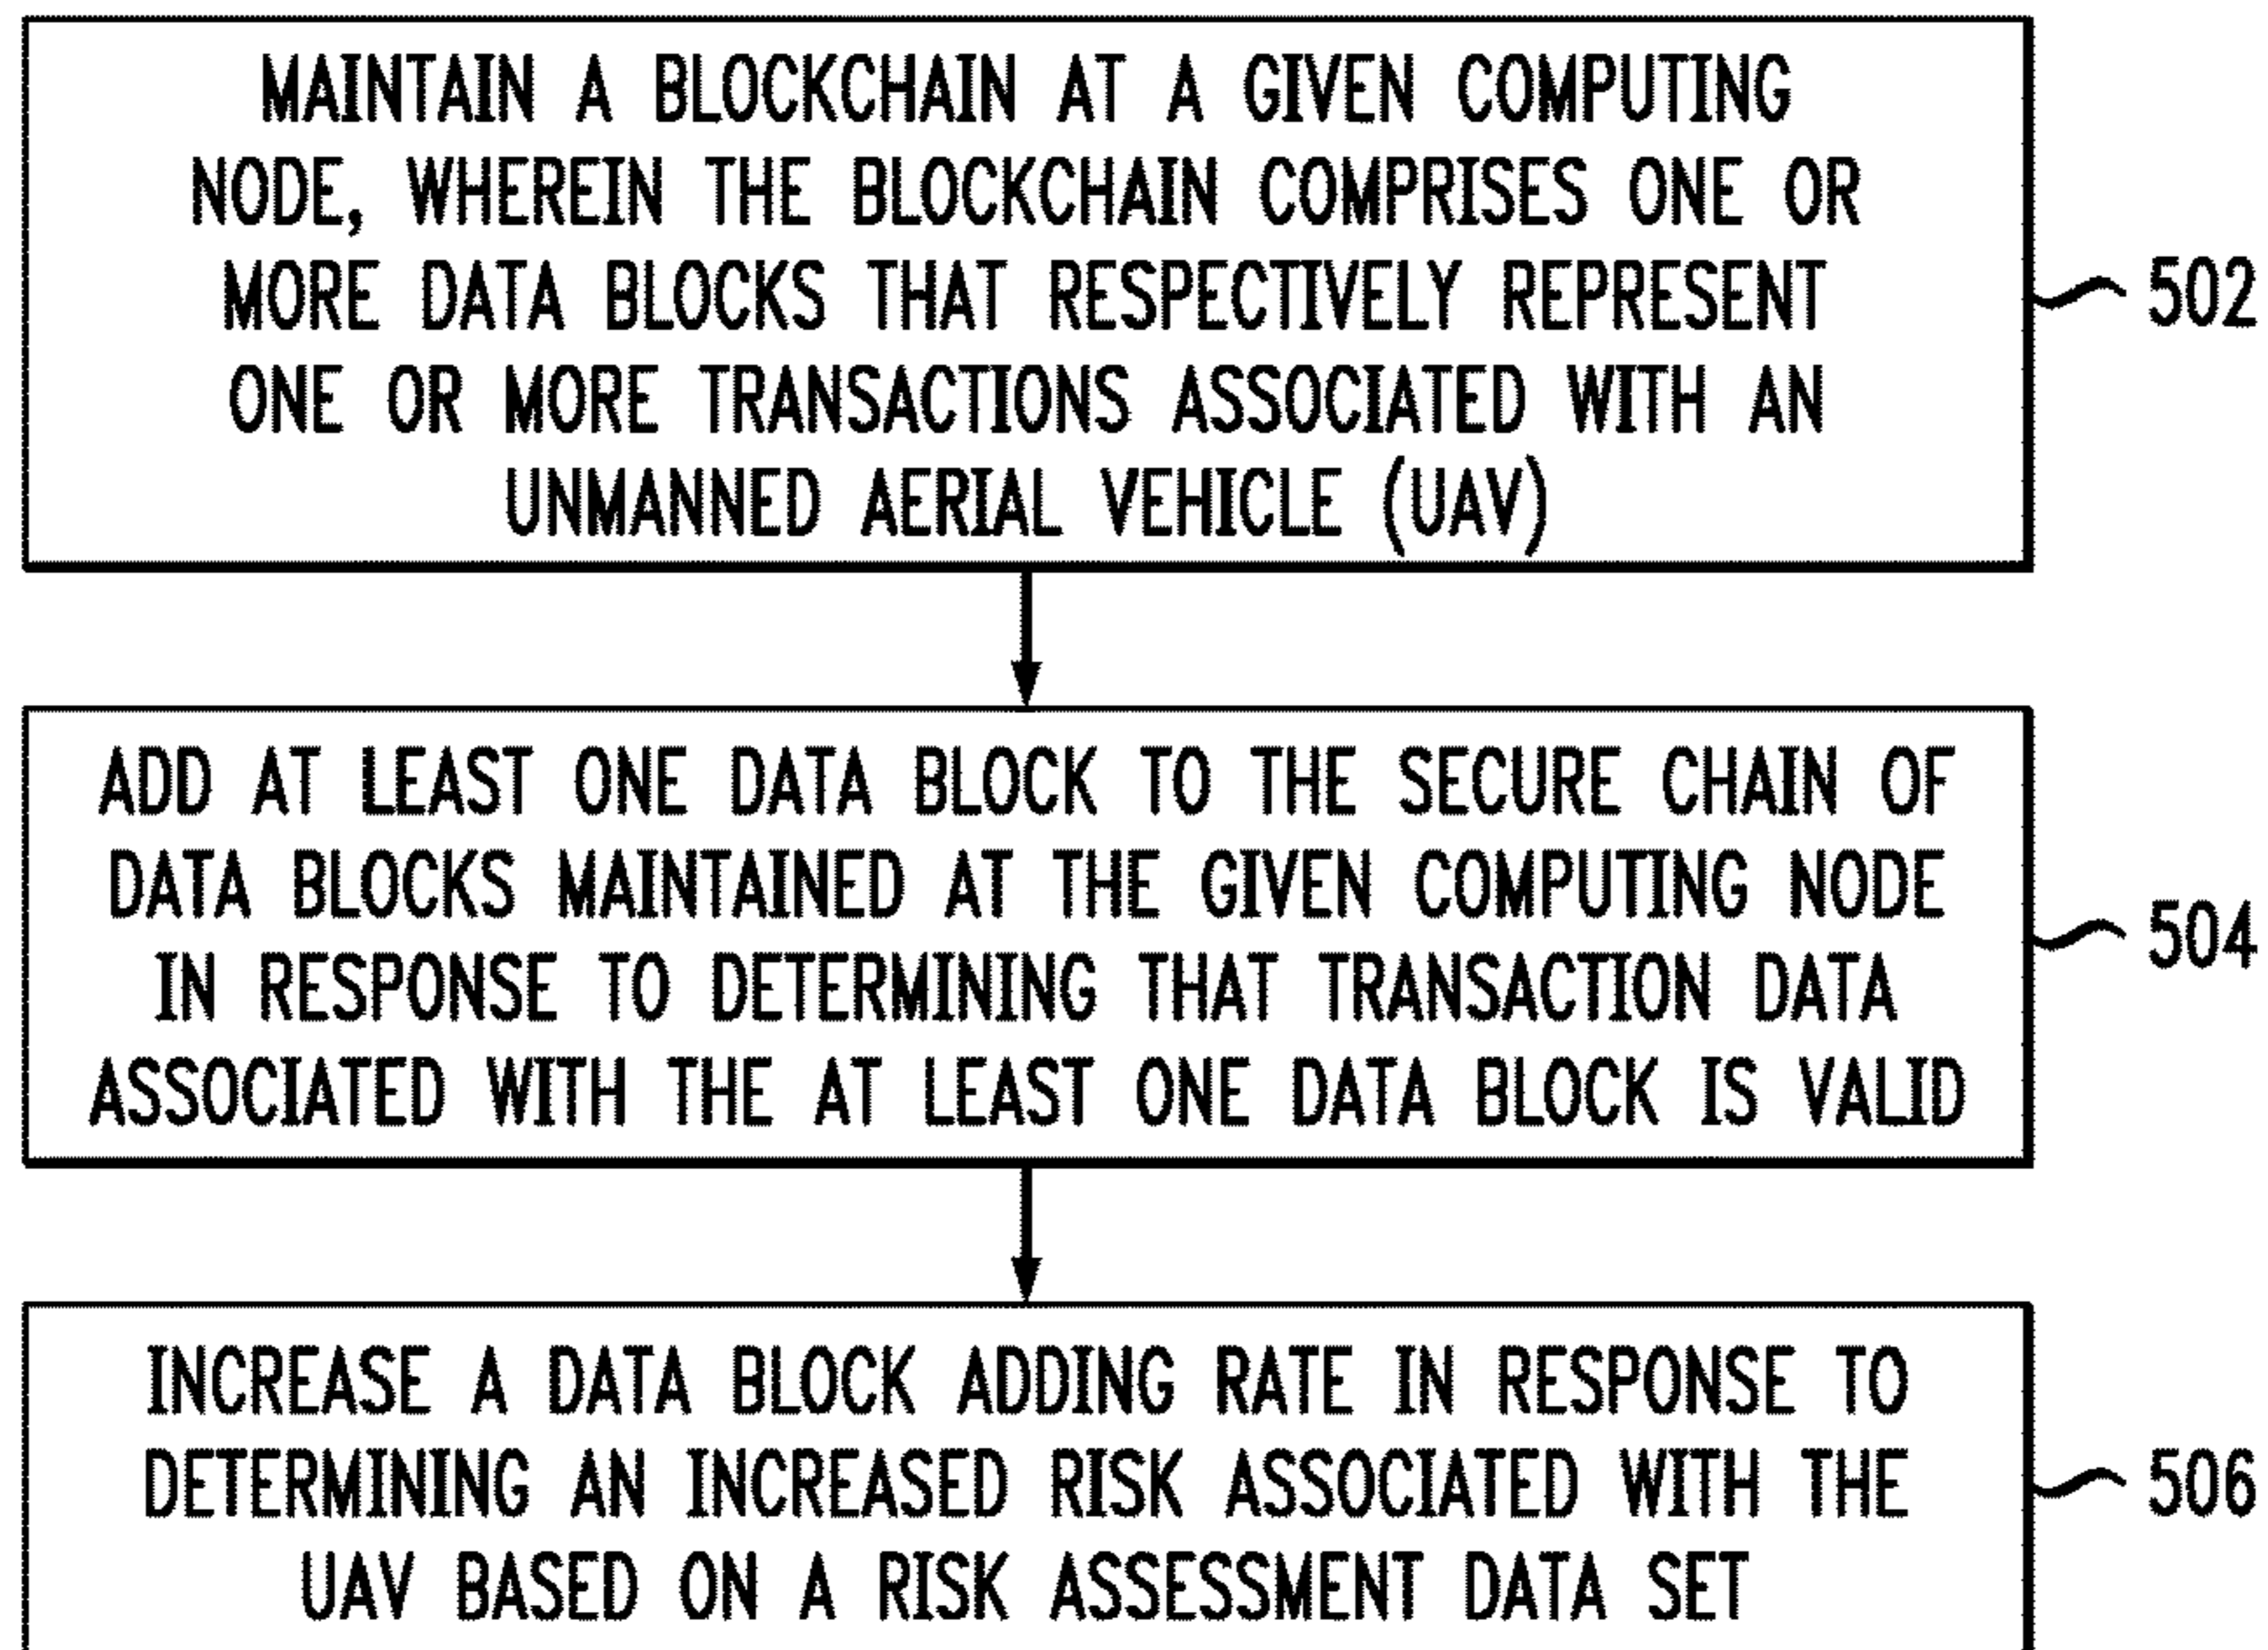 MAINTAIN A BLOCKCHAIN AT A GIVEN COMPUTING
NODE, WHEREIN THE BLOCKCHAIN COMPRISES ONE OR
MORE DATA BLOCKS THAT RESPECTIVELY REPRESENT
ONE OR MORE TRANSACTIONS ASSOCIATED WITH AN
UNMANNED AERIAL VEHICLE (UAV)
502
ADD AT LEAST ONE DATA BLOCK TO THE SECURE CHAIN OF
DATA BLOCKS MAINTAINED AT THE GIVEN COMPUTING NODE
IN RESPONSE TO DETERMINING THAT TRANSACTION DATA
ASSOCIATED WITH THE AT LEAST ONE DATA BLOCK IS VALID
504
INCREASE A DATA BLOCK ADDING RATE IN RESPONSE TO
DETERMINING AN INCREASED RISK ASSOCIATED WITH THE
UAV BASED ON A RISK ASSESSMENT DATA SET
506